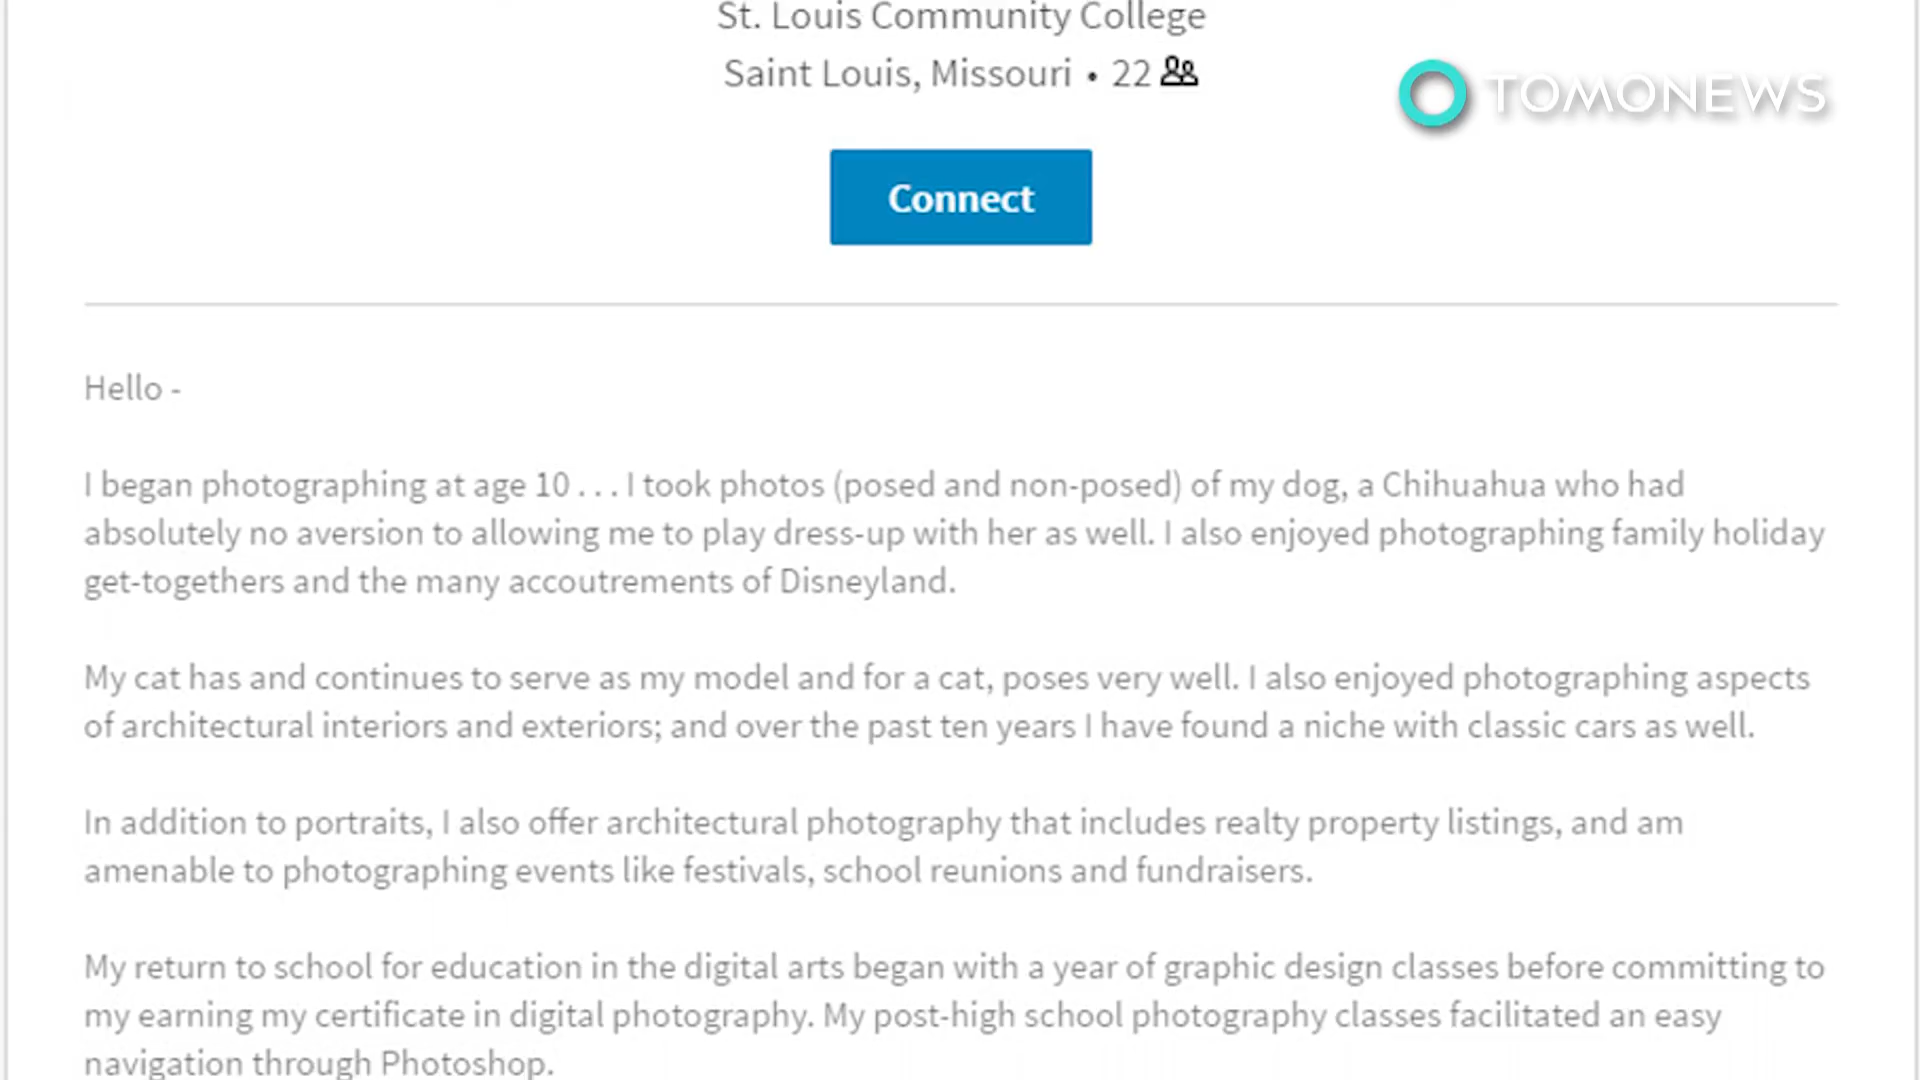 St. Louis Community College
Saint Louis, Missouri • 22
TOMONEWS
Connect
Hello -
I began photographing at age 10 . . . I took photos (posed and non-posed) of my dog, a Chihuahua who had
absolutely no aversion to allowing me to play dress-up with her as well. I also enjoyed photographing family holiday
get-togethers and the many accoutrements of Disneyland.
My cat has and continues to serve as my model and for a cat, poses very well. I also enjoyed photographing aspects
of architectural interiors and exteriors; and over the past ten years I have found a niche with classic cars as well.
In addition to portraits, I also offer architectural photography that includes realty property listings, and am
amenable to photographing events like festivals, school reunions and fundraisers.
My return to school for education in the digital arts began with a year of graphic design classes before committing to
my earning my certificate in digital photography. My post-high school photography classes facilitated an easy
navigation through Photoshop.